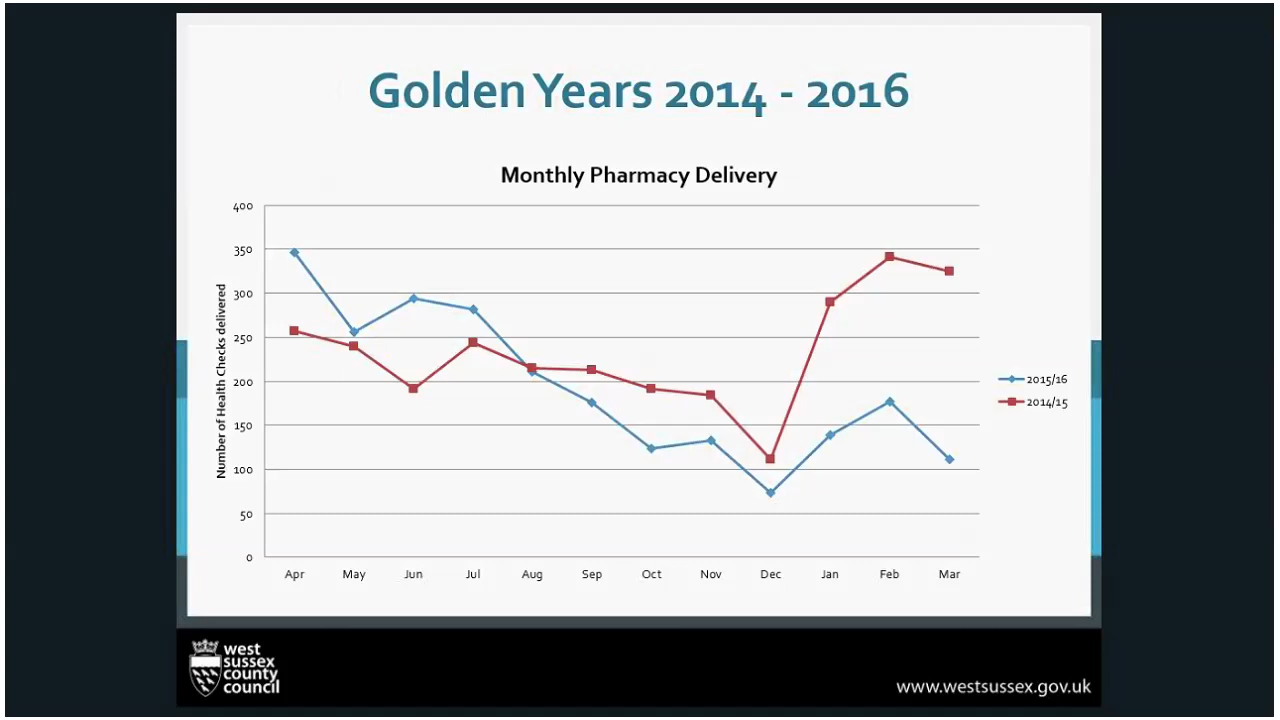 Golden Years 2014 - 2016
Monthly Pharmacy Delivery
Number of Health Checks delivered
400
350
300
250
200
150
100
50
0
Apr May Jun Jul Aug Sep Oct Nov Dec Jan Feb Mar
2015/16
2014/15
west
sussex
county
council
www.westsussex.gov.uk